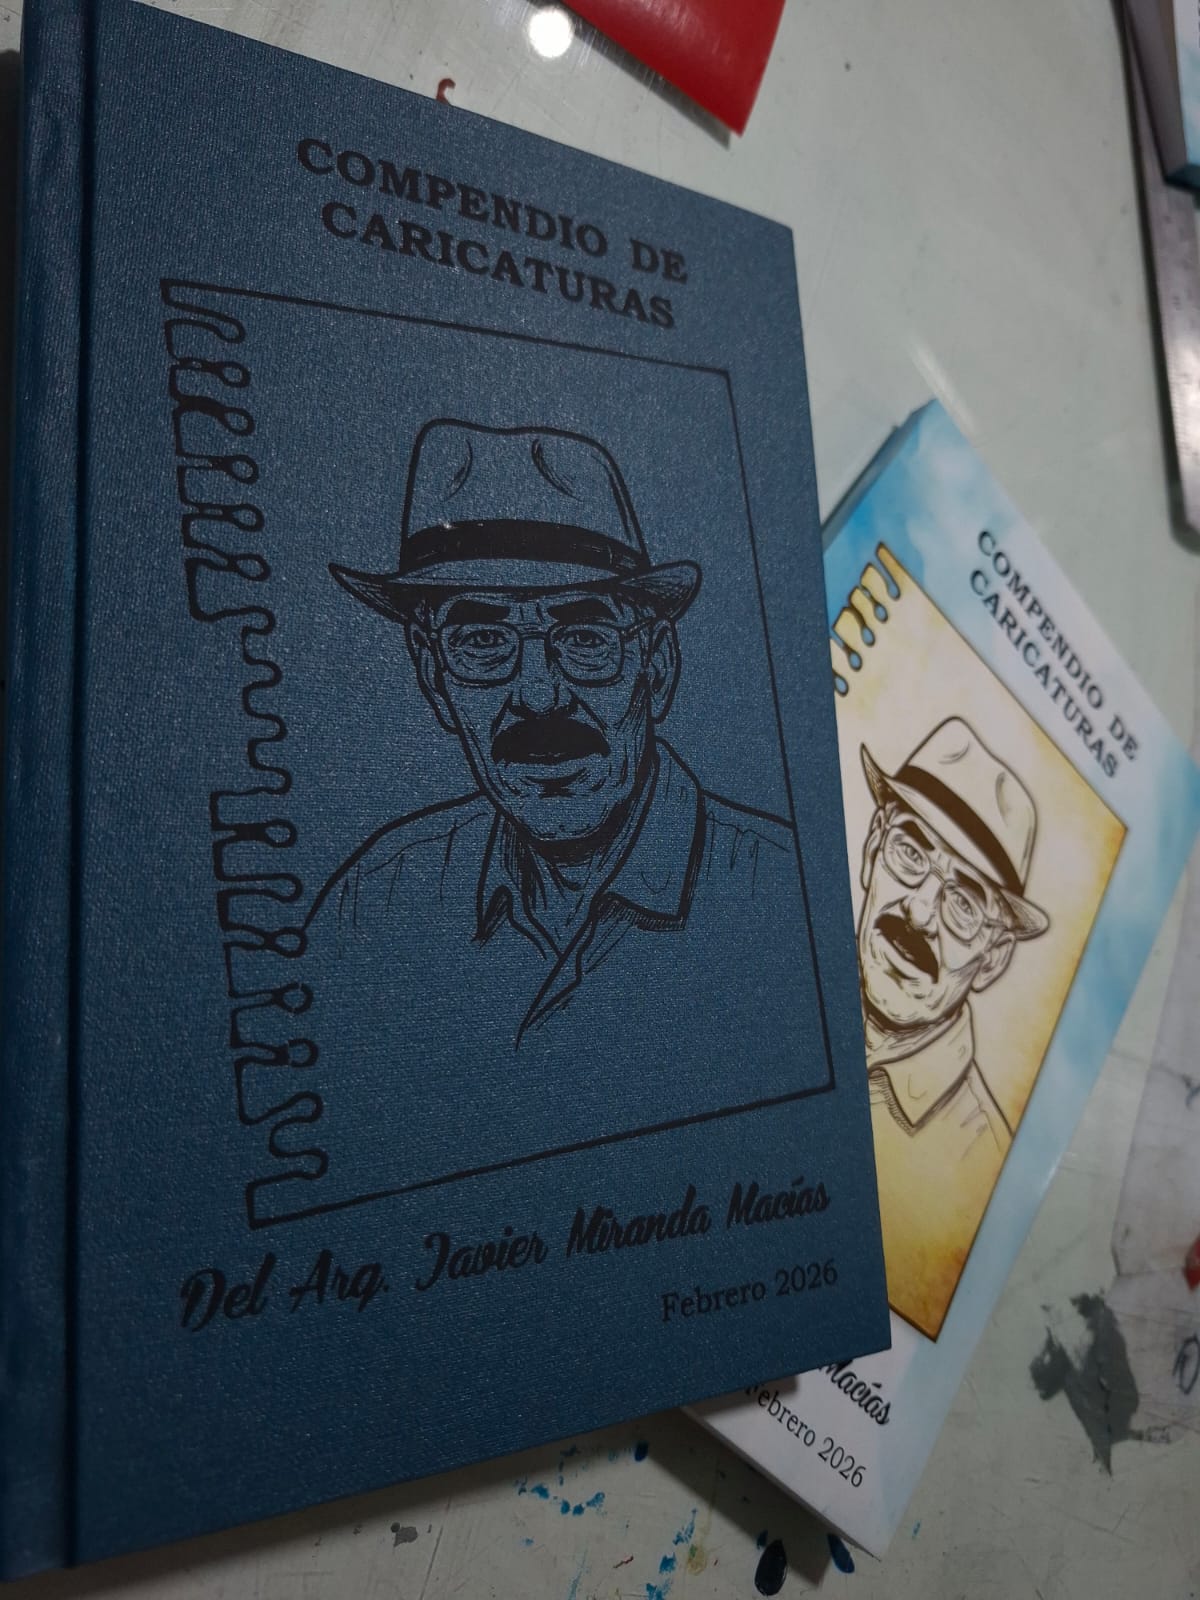 COMPENDIO DE
CARICATURAS
Del Arq. Javier Miranda Macías
Febrero 2026
COMPENDIO DE
CARICATURAS
Macías
Febrero 2026